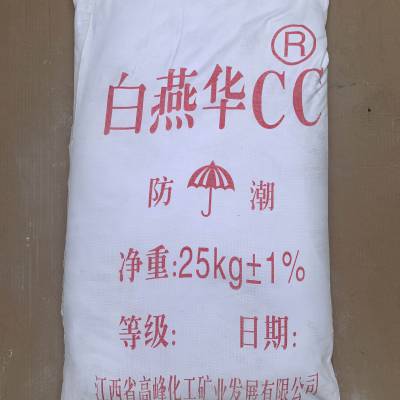 ®
白燕华CC
防 潮
净重:25kg±1%
等级: 日期:
江西省高峰化工矿业发展有限公司